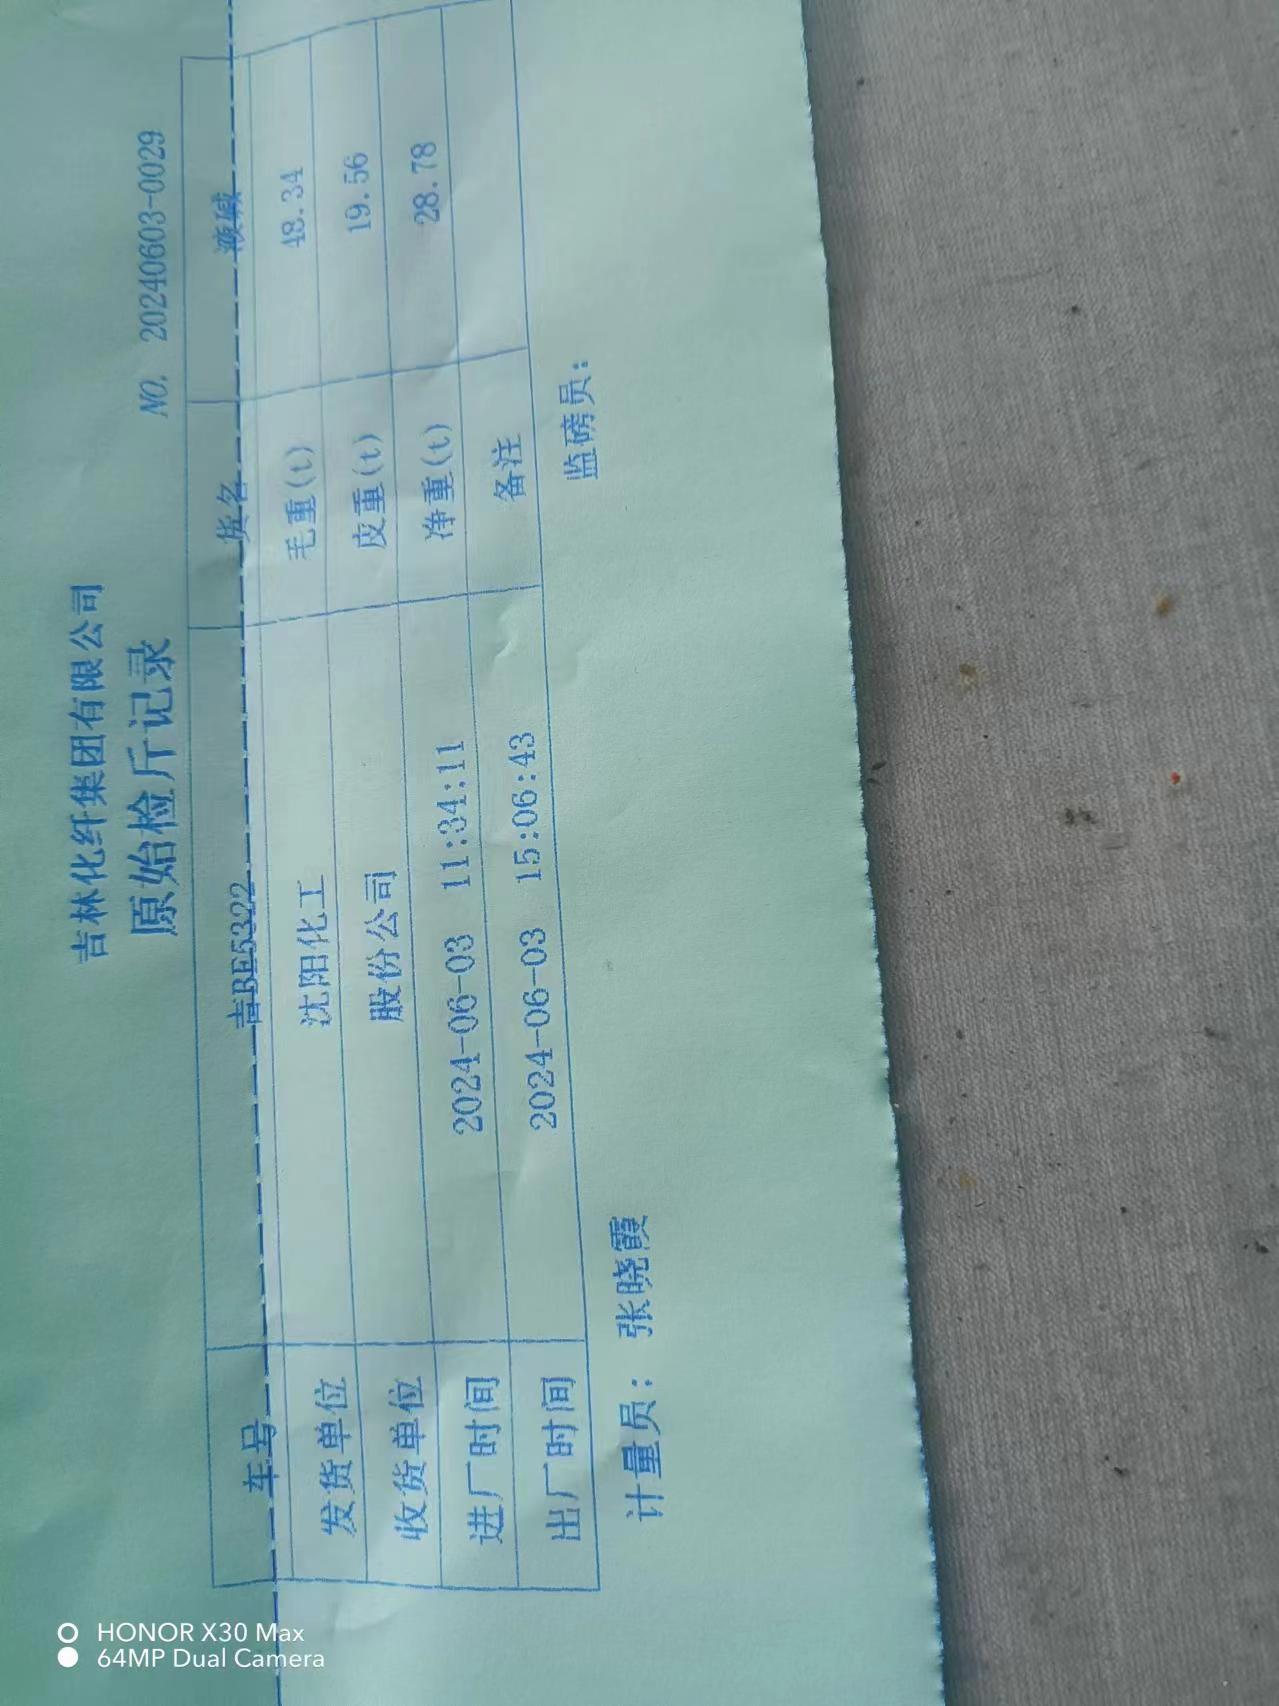 吉林化纤集团有限公司
原始检斤记录
NO. 20240603-0029
车号 吉BE5322 货名 液碱
发货单位 沈阳化工 毛重(t) 48.34
收货单位 股份公司 皮重(t) 19.56
进厂时间 2024-06-03 11:34:11 净重(t) 28.78
出厂时间 2024-06-03 15:06:43 备注
计量员: 张晓霞 监磅员:
HONOR X30 Max
64MP Dual Camera